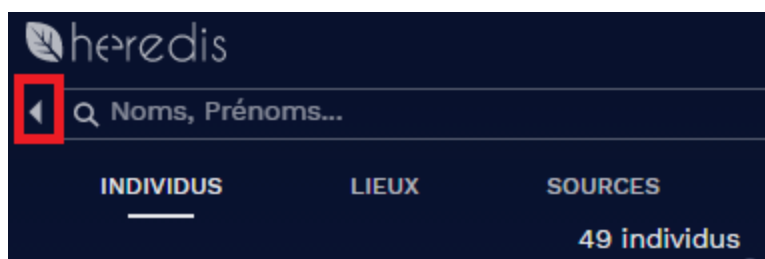 heredis
Noms, Prénoms...
INDIVIDUS LIEUX SOURCES
49 individus